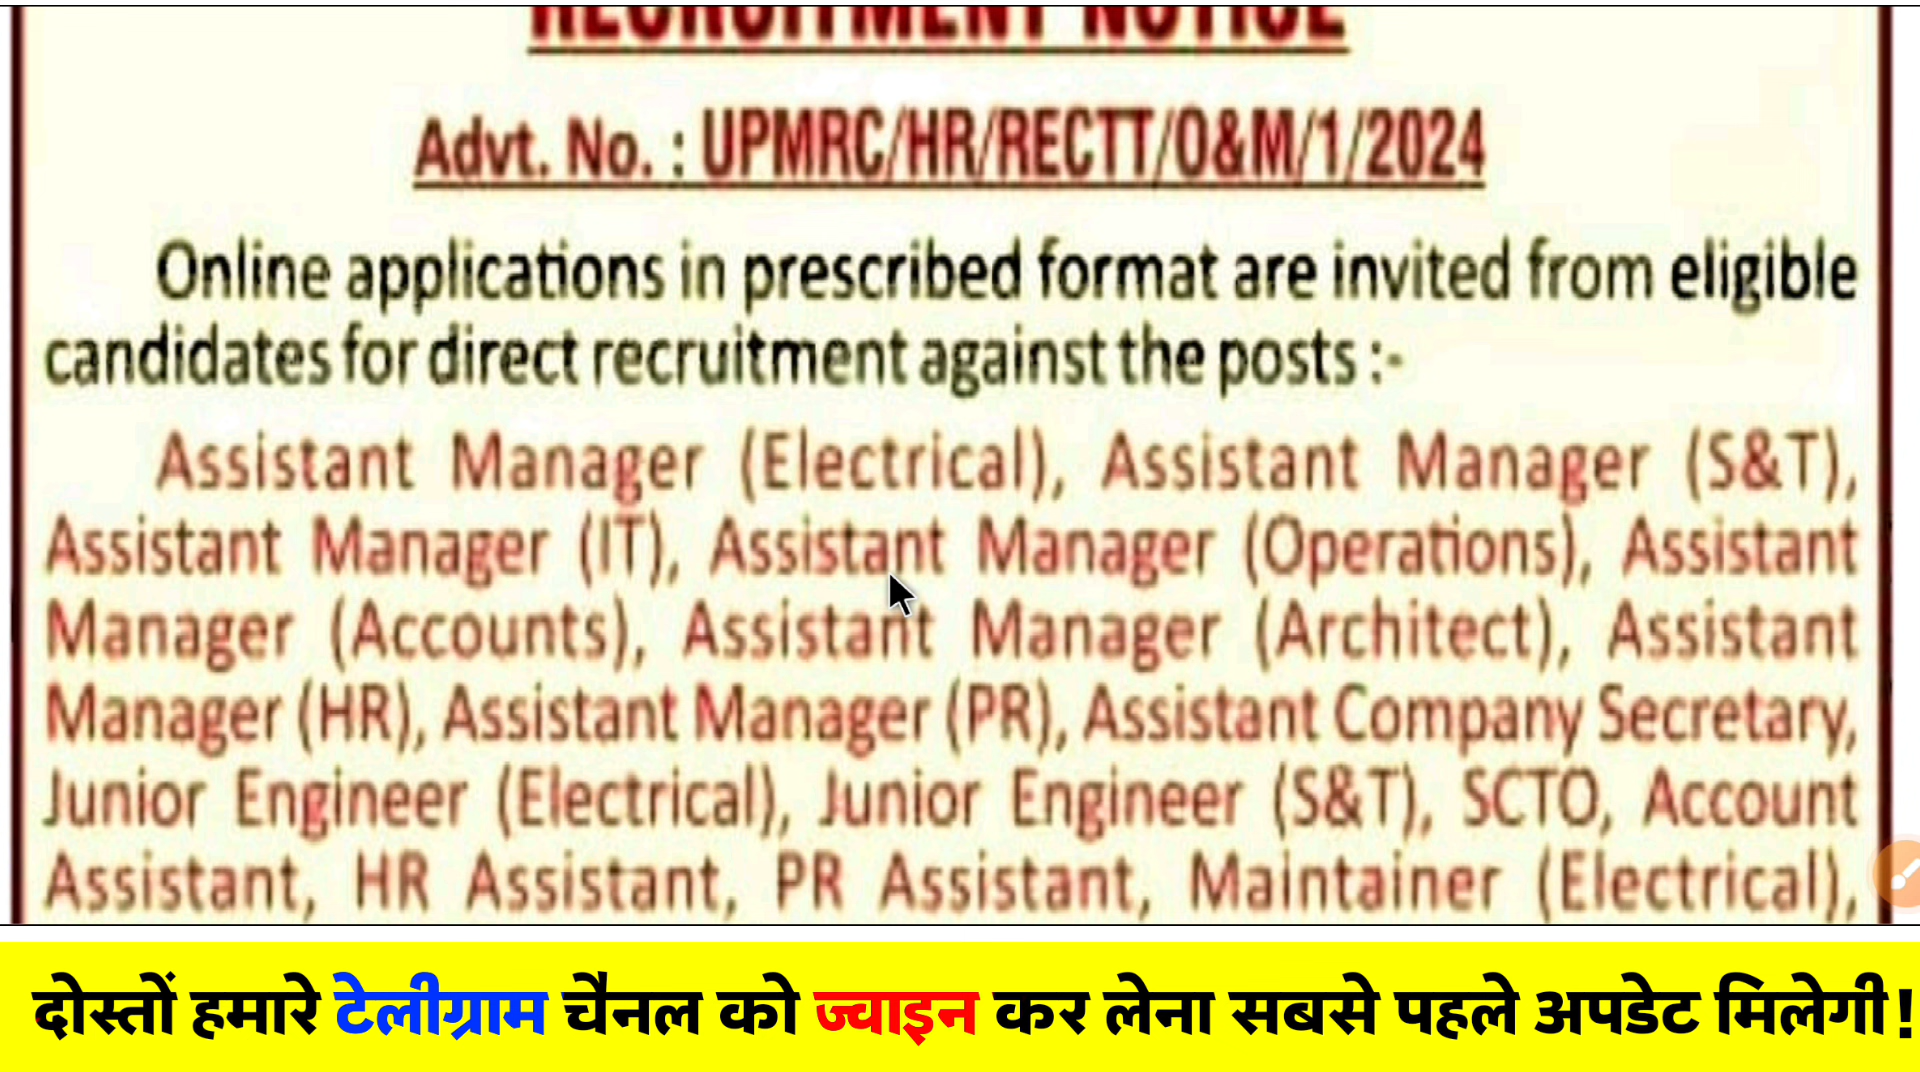 RECRUITMENT NOTICE
Advt. No. : UPMRC/HR/RECTT/O&M/1/2024
Online applications in prescribed format are invited from eligible
candidates for direct recruitment against the posts :-
Assistant Manager (Electrical), Assistant Manager (S&T),
Assistant Manager (IT), Assistant Manager (Operations), Assistant
Manager (Accounts), Assistant Manager (Architect), Assistant
Manager (HR), Assistant Manager (PR), Assistant Company Secretary,
Junior Engineer (Electrical), Junior Engineer (S&T), SCTO, Account
Assistant, HR Assistant, PR Assistant, Maintainer (Electrical),
दोस्तों हमारे टेलीग्राम चैनल को ज्वाइन कर लेना सबसे पहले अपडेट मिलेगी!